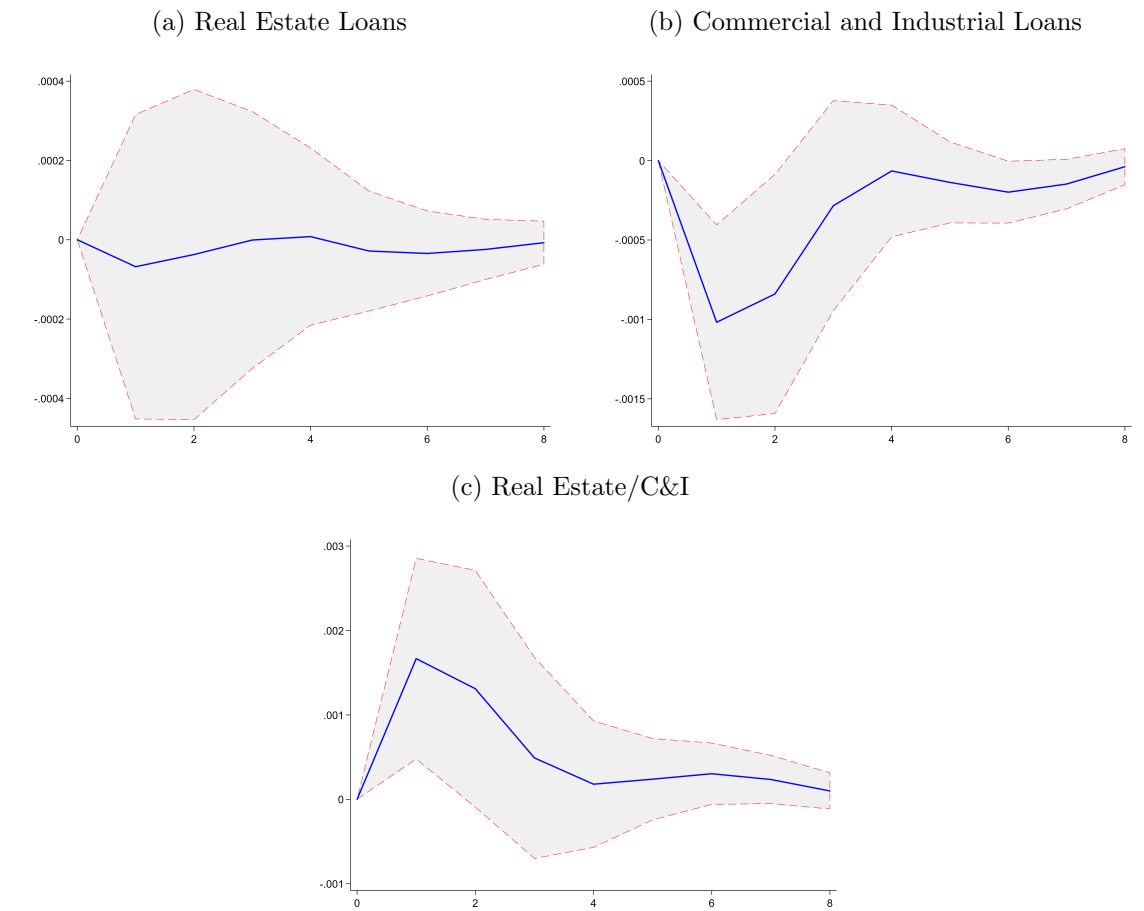 (a) Real Estate Loans
.0004
.0002
0
-.0002
-.0004
0 2 4 6 8
(b) Commercial and Industrial Loans
.0005
0
-.0005
-.001
-.0015
0 2 4 6 8
(c) Real Estate/C&I
.003
.002
.001
0
-.001
0 2 4 6 8